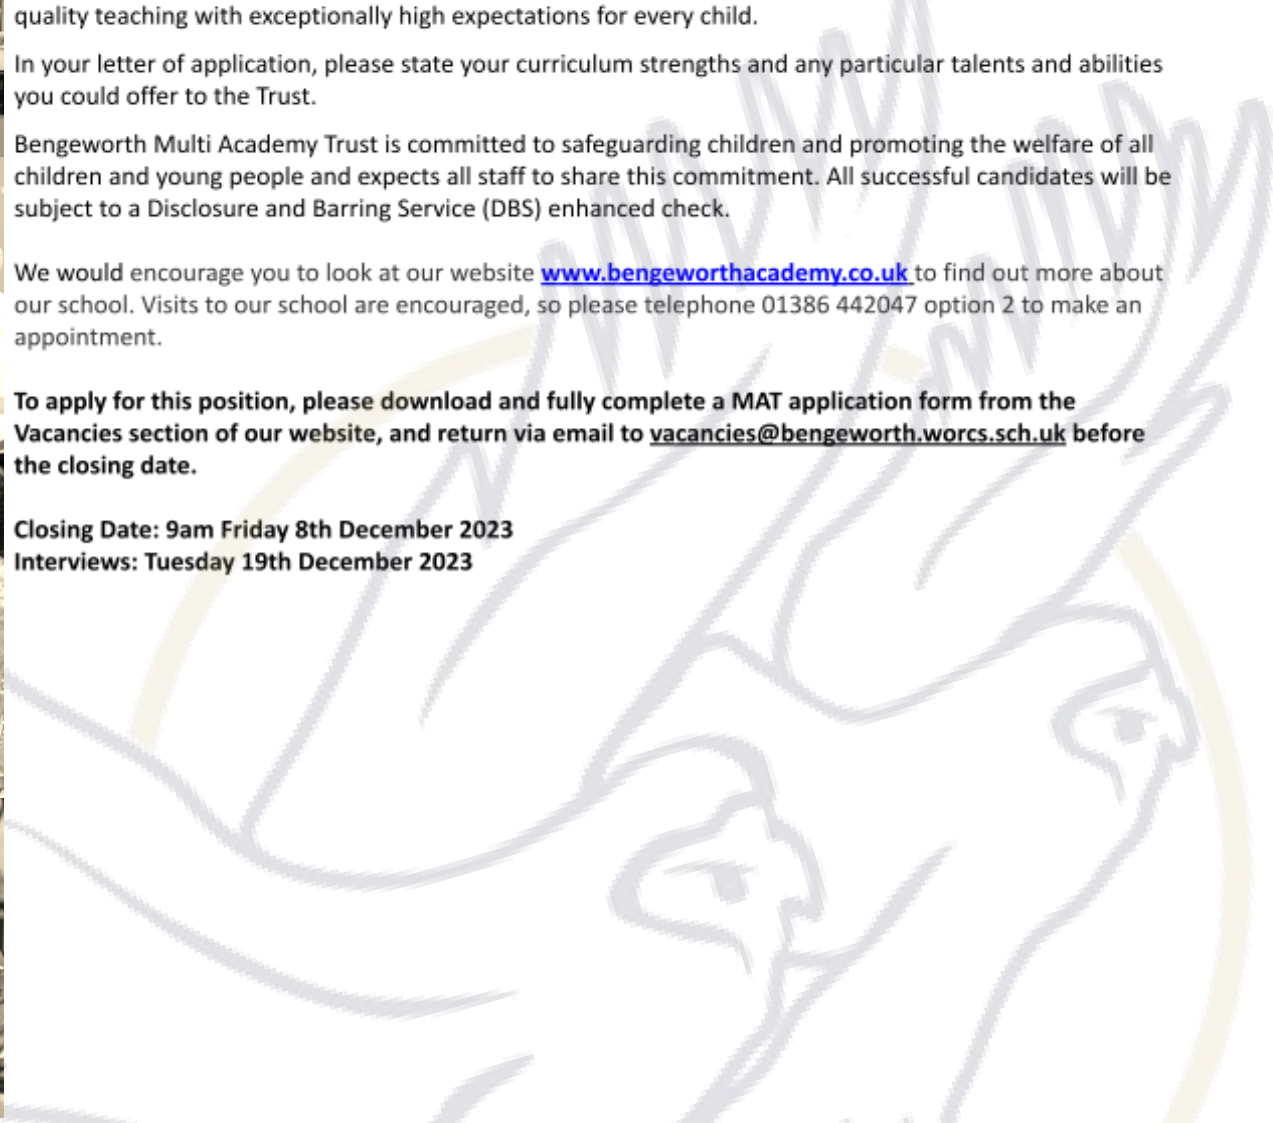 quality teaching with exceptionally high expectations for every child.
In your letter of application, please state your curriculum strengths and any particular talents and abilities
you could offer to the Trust.
Bengeworth Multi Academy Trust is committed to safeguarding children and promoting the welfare of all
children and young people and expects all staff to share this commitment. All successful candidates will be
subject to a Disclosure and Barring Service (DBS) enhanced check.
We would encourage you to look at our website www.bengeworthacademy.co.uk to find out more about
our school. Visits to our school are encouraged, so please telephone 01386 442047 option 2 to make an
appointment.
To apply for this position, please download and fully complete a MAT application form from the
Vacancies section of our website, and return via email to vacancies@bengeworth.worcs.sch.uk before
the closing date.
Closing Date: 9am Friday 8th December 2023
Interviews: Tuesday 19th December 2023